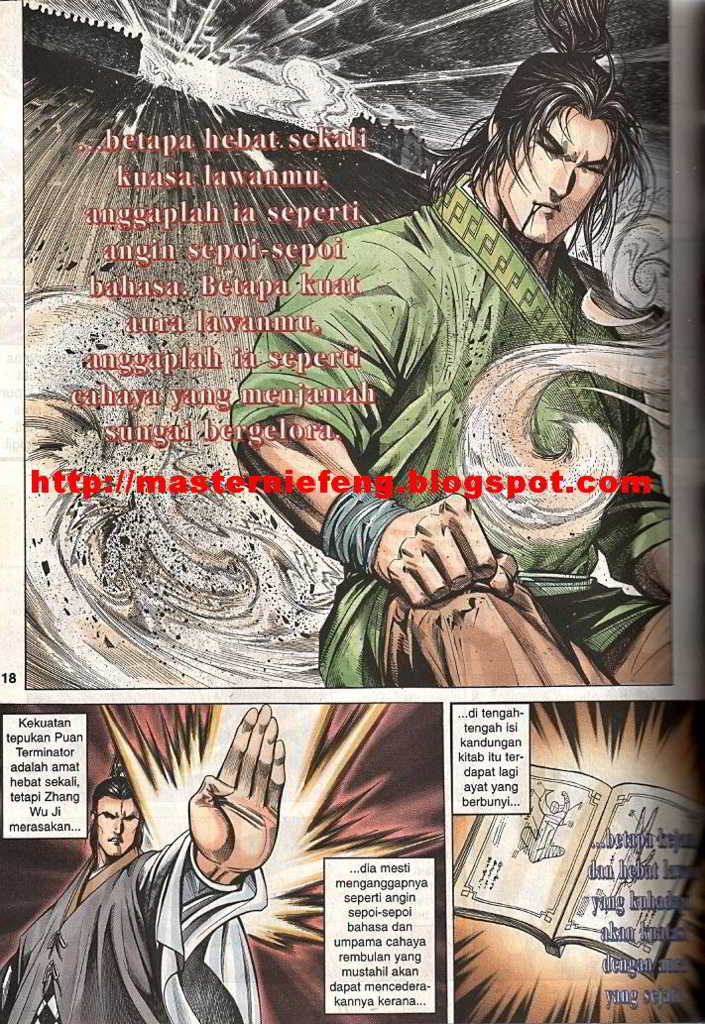 ...betapa hebat sekali
kuasa lawanmu,
anggaplah ia seperti
angin sepoi-sepoi
bahasa. Betapa kuat
aura lawanmu,
anggaplah ia seperti
cahaya yang menjamah
sungai bergelora.
http://masterniefeng.blogspot.com
18
Kekuatan
tepukan Puan
Terminator
adalah amat
hebat sekali,
tetapi Zhang
Wu Ji
merasakan...
...dia mesti
menganggapnya
seperti angin
sepoi-sepoi
bahasa dan
umpama cahaya
rembulan yang
mustahil akan
dapat mencedera-
kannya kerana...
...di tengah-
tengah isi
kandungan
kitab itu ter-
dapat lagi
ayat yang
berbunyi...
...betapa
dan hebat
yang
akan
dengan
yang